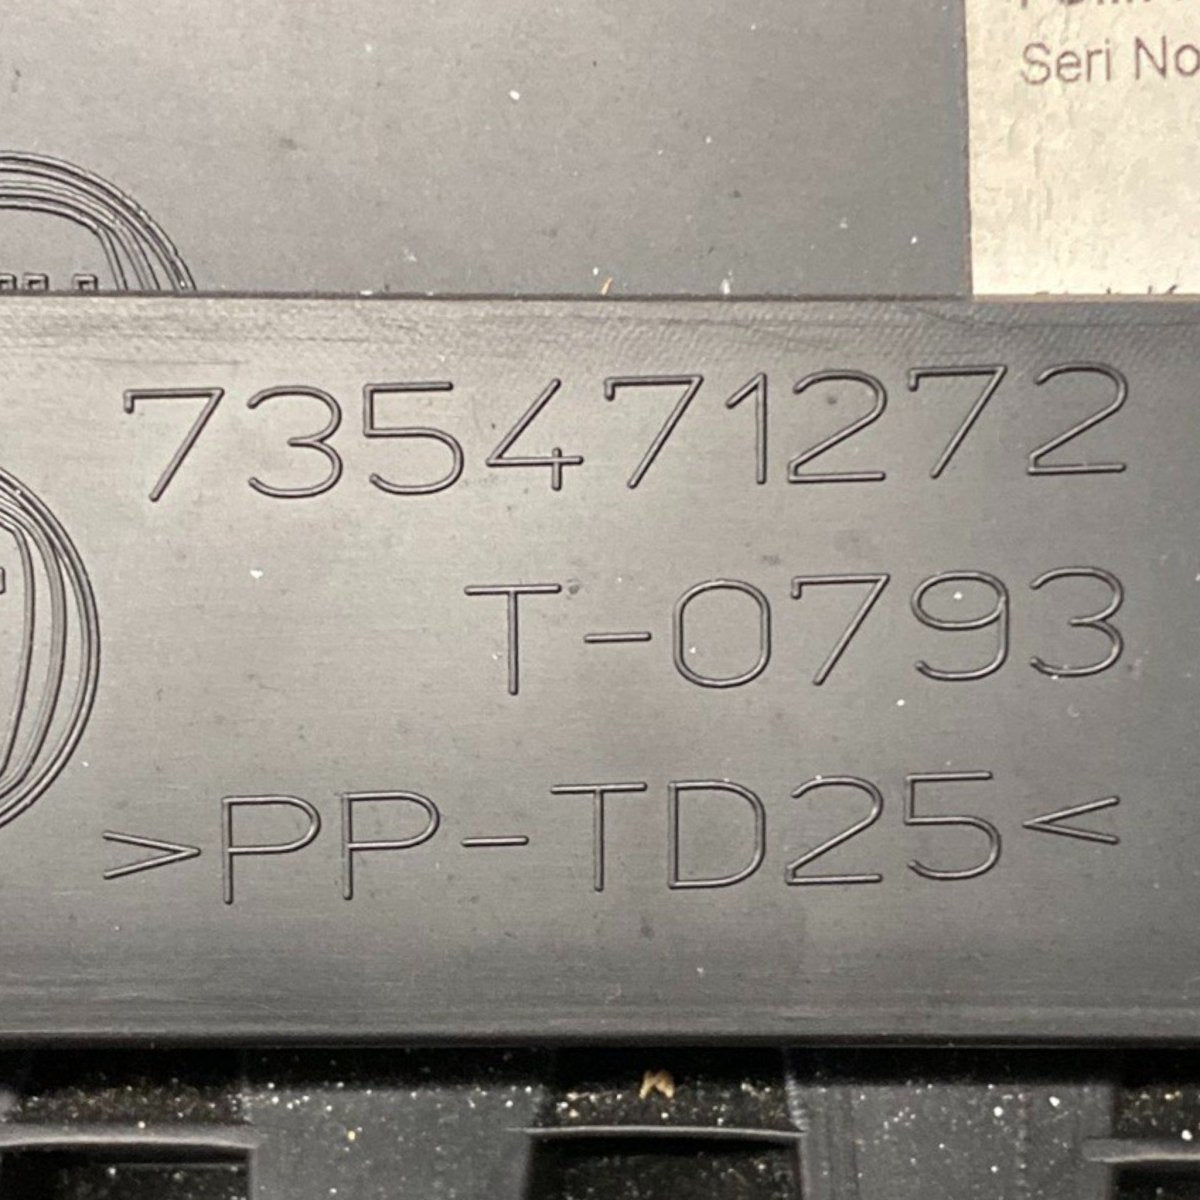 Seri No
735471272
T-0793
>PP-TD25<